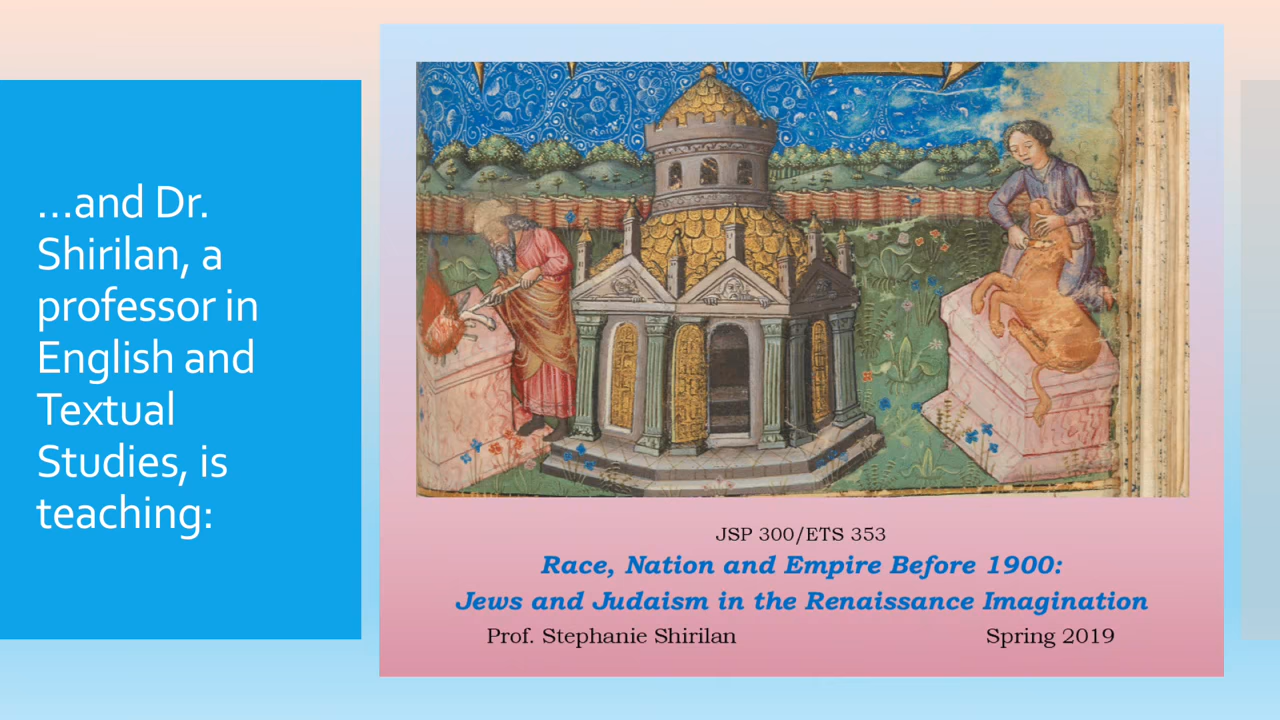 ...and Dr.
Shirilan, a
professor in
English and
Textual
Studies, is
teaching:
JSP 300/ETS 353
Race, Nation and Empire Before 1900:
Jews and Judaism in the Renaissance Imagination
Prof. Stephanie Shirilan Spring 2019